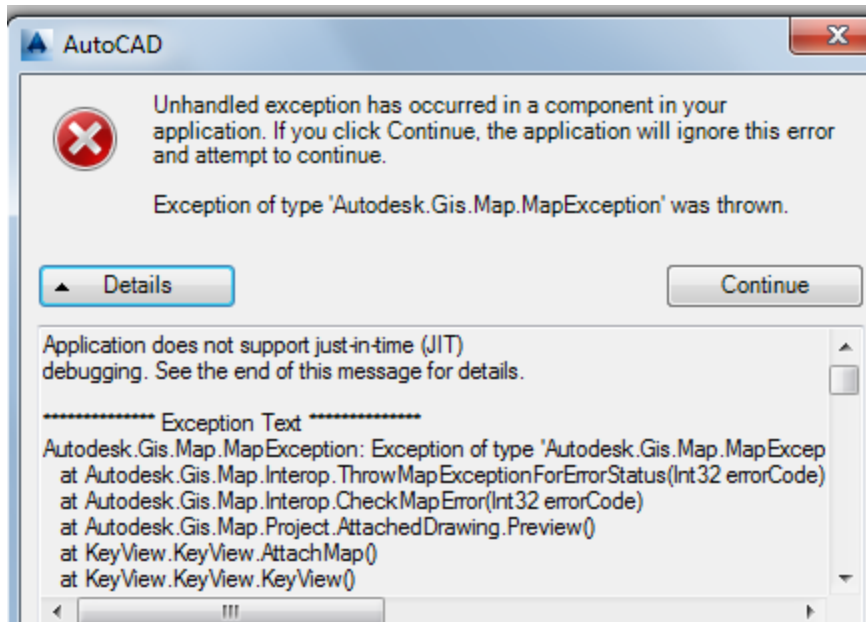 AutoCAD
Unhandled exception has occurred in a component in your
application. If you click Continue, the application will ignore this error
and attempt to continue.
Exception of type 'Autodesk.Gis.Map.MapException' was thrown.
Details
Continue
Application does not support just-in-time (JIT)
debugging. See the end of this message for details.
************** Exception Text **************
Autodesk.Gis.Map.MapException: Exception of type 'Autodesk.Gis.Map.MapExcep
at Autodesk.Gis.Map.Interop.ThrowMapExceptionForErrorStatus(Int32 errorCode)
at Autodesk.Gis.Map.Interop.CheckMapError(Int32 errorCode)
at Autodesk.Gis.Map.Project.AttachedDrawing.Preview()
at KeyView.KeyView.AttachMap()
at KeyView.KeyView.KeyView()